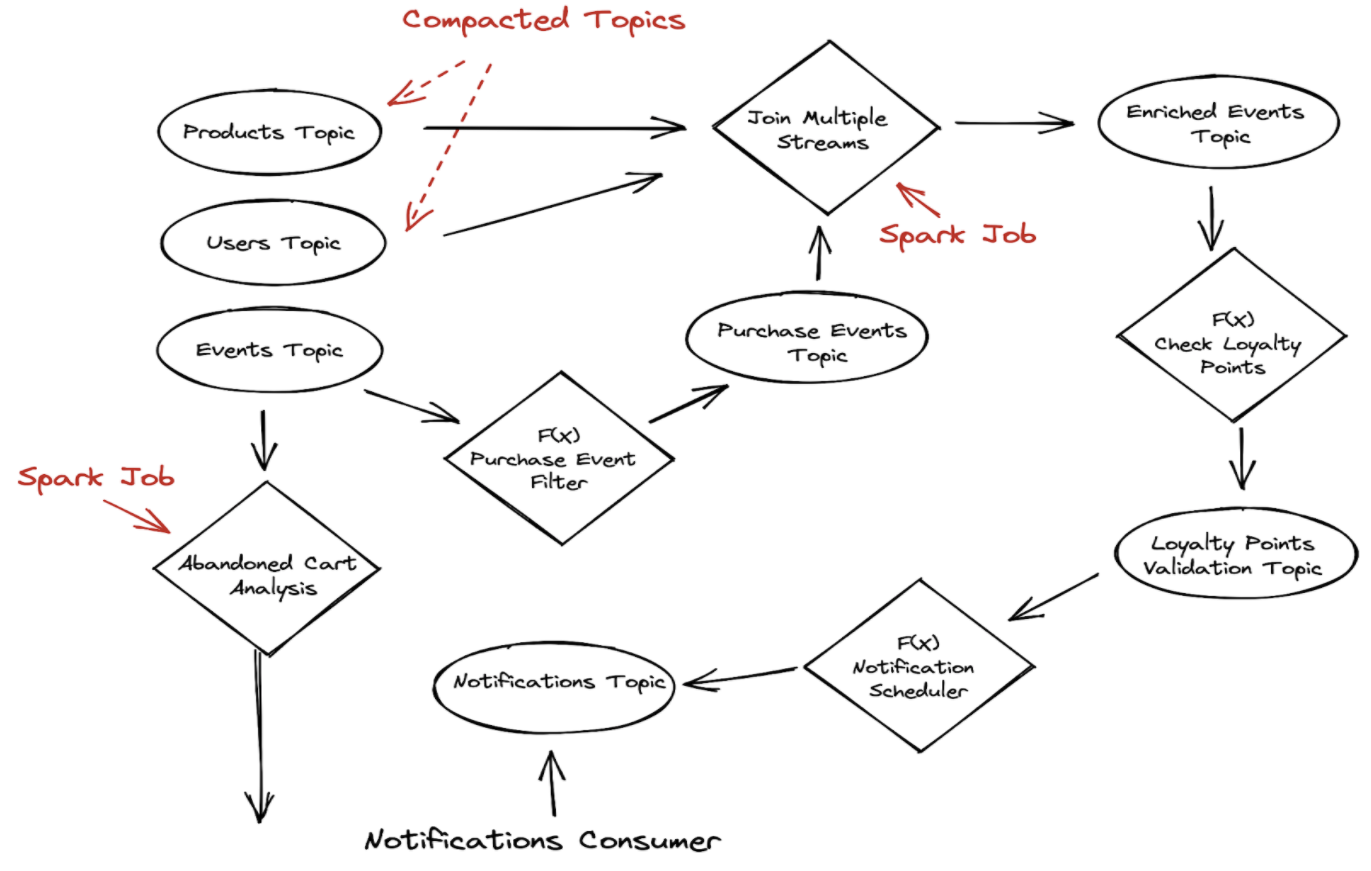 Compacted Topics
Products Topic
Join Multiple
Streams
Enriched Events
Topic
Users Topic
Spark Job
Events Topic
Purchase Events
Topic
F(x)
Check Loyalty
Points
F(x)
Purchase Event
Filter
Spark Job
Abandoned Cart
Analysis
Loyalty Points
Validation Topic
F(x)
Notification
Scheduler
Notifications Topic
Notifications Consumer